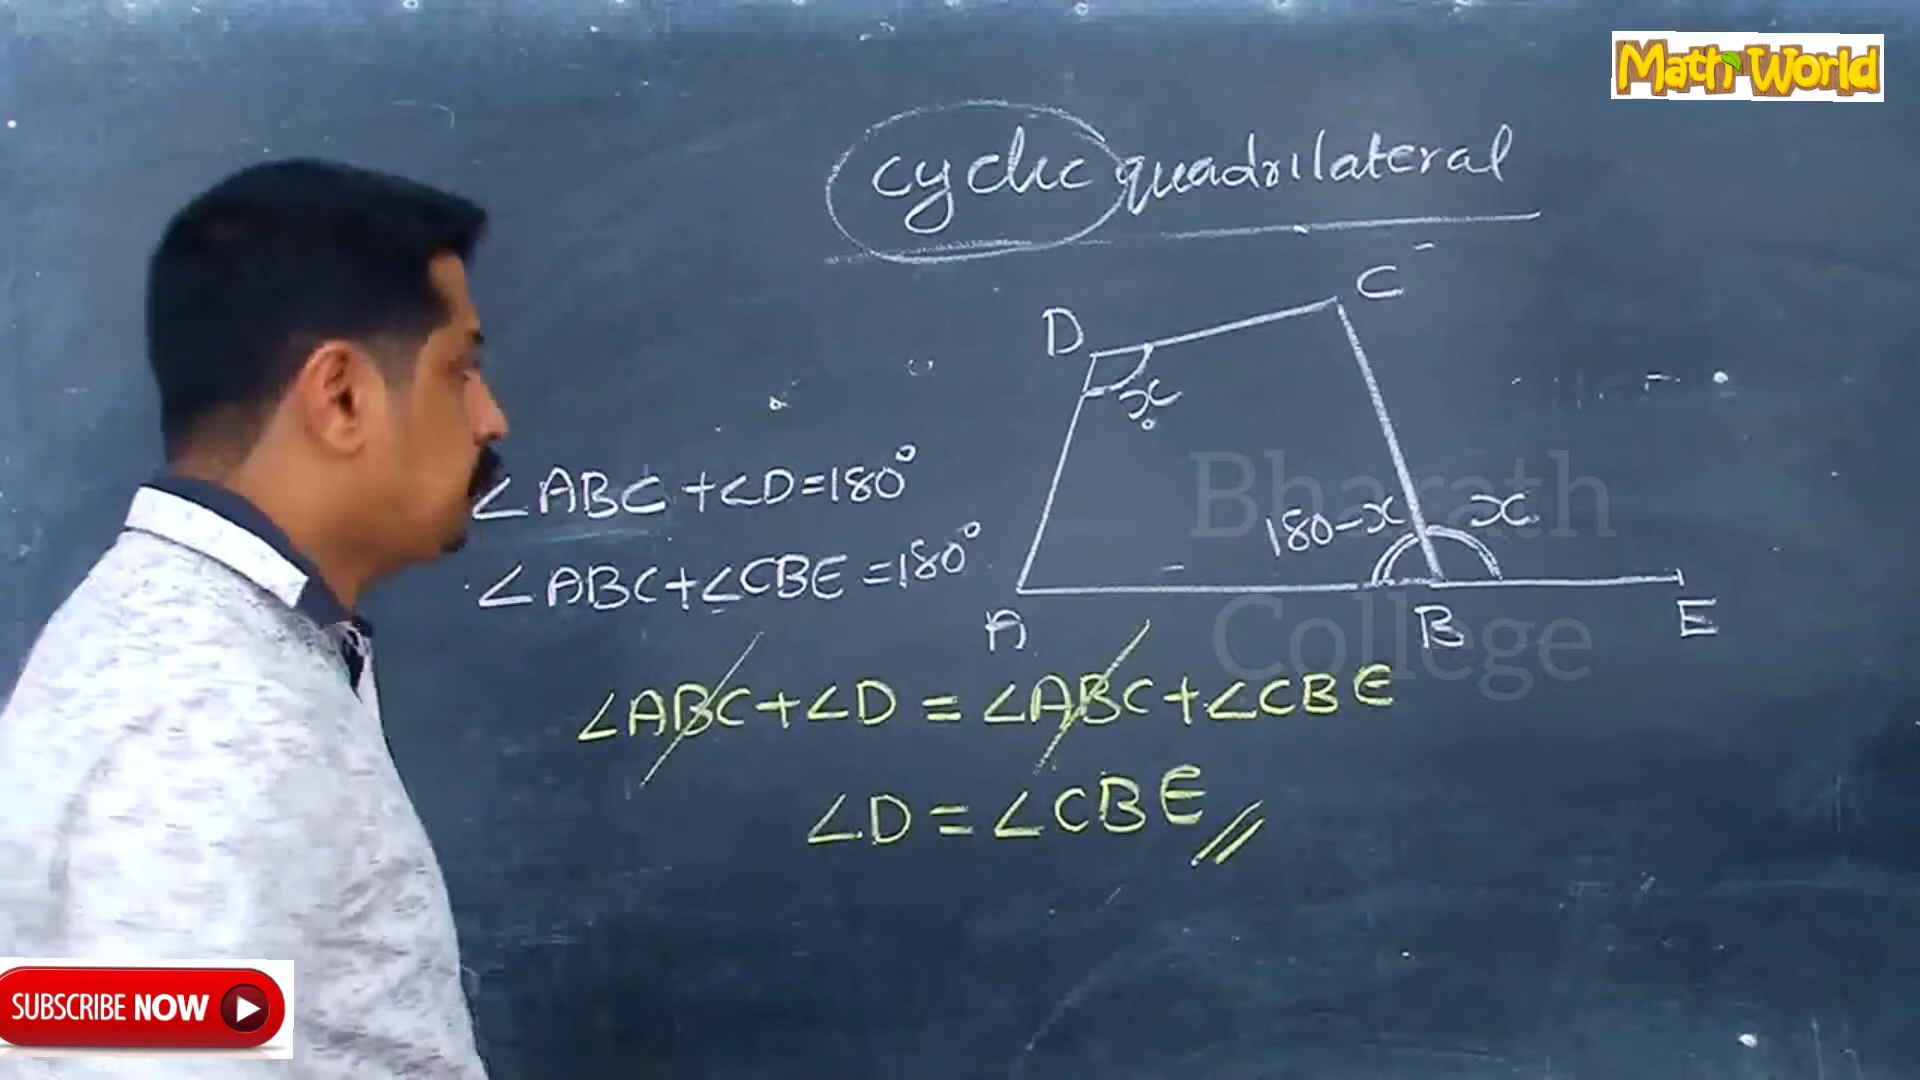 Math World
cyclic quadrilateral
C
D
x°
∠ABC+∠D=180°
Bharath
180-x x
∠ABC+∠CBE=180°
A B E
College
∠ABC+∠D=∠ABC+∠CBE
∠D=∠CBE
SUBSCRIBE NOW